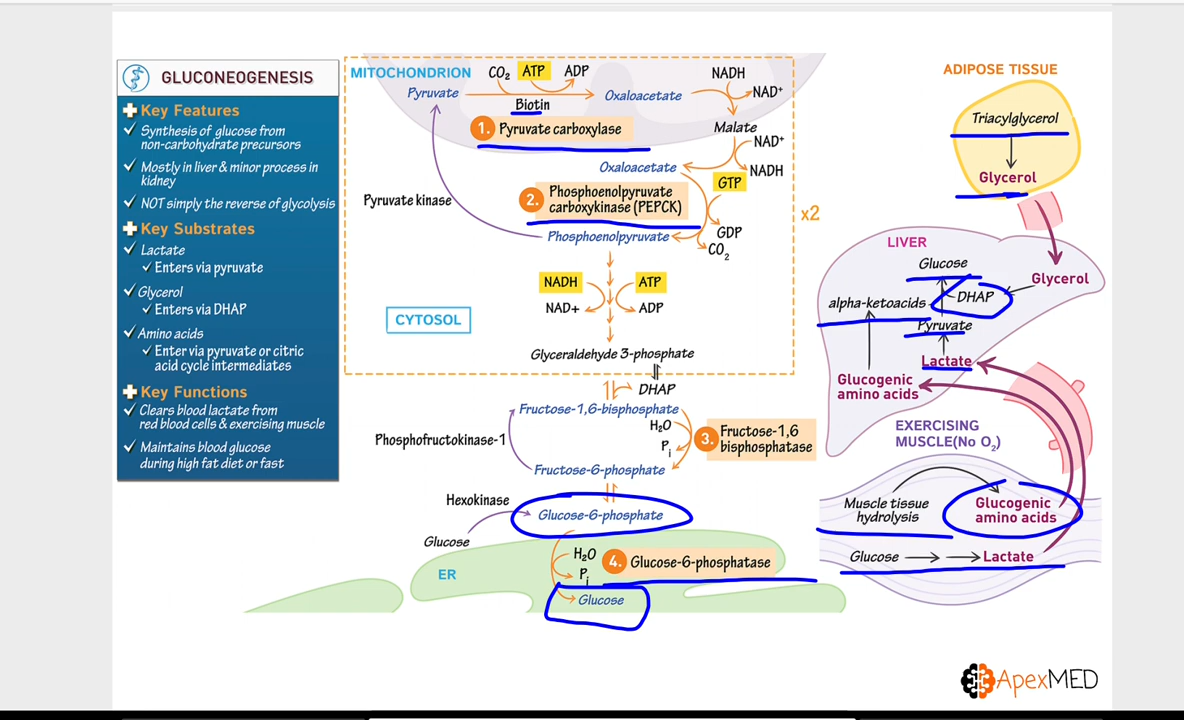 GLUCONEOGENESIS
Key Features
Synthesis of glucose from
non-carbohydrate precursors
Mostly in liver & minor process in
kidney
NOT simply the reverse of glycolysis
Key Substrates
Lactate
Enters via pyruvate
Glycerol
Enters via DHAP
Amino acids
Enter via pyruvate or citric
acid cycle intermediates
Key Functions
Clears blood lactate from
red blood cells & exercising muscle
Maintains blood glucose
during high fat diet or fast
MITOCHONDRION
CO₂ ATP ADP
Pyruvate
Biotin
Oxaloacetate
NADH
NAD⁺
1. Pyruvate carboxylase
Malate
NAD⁺
NADH
Oxaloacetate
GTP
Pyruvate kinase
2. Phosphoenolpyruvate
carboxykinase (PEPCK)
GDP
CO₂
Phosphoenolpyruvate
x2
NADH ATP
NAD+ ADP
CYTOSOL
Glyceraldehyde 3-phosphate
DHAP
Fructose-1,6-bisphosphate
H₂O
Pᵢ
3. Fructose-1,6
bisphosphatase
Phosphofructokinase-1
Fructose-6-phosphate
Hexokinase
Glucose-6-phosphate
Glucose
ER
H₂O
Pᵢ
4. Glucose-6-phosphatase
Glucose
ADIPOSE TISSUE
Triacylglycerol
Glycerol
LIVER
Glucose
Glycerol
DHAP
alpha-ketoacids
Pyruvate
Lactate
Glucogenic
amino acids
EXERCISING
MUSCLE(No O₂)
Muscle tissue
hydrolysis
Glucogenic
amino acids
Glucose
Lactate
ApexMED